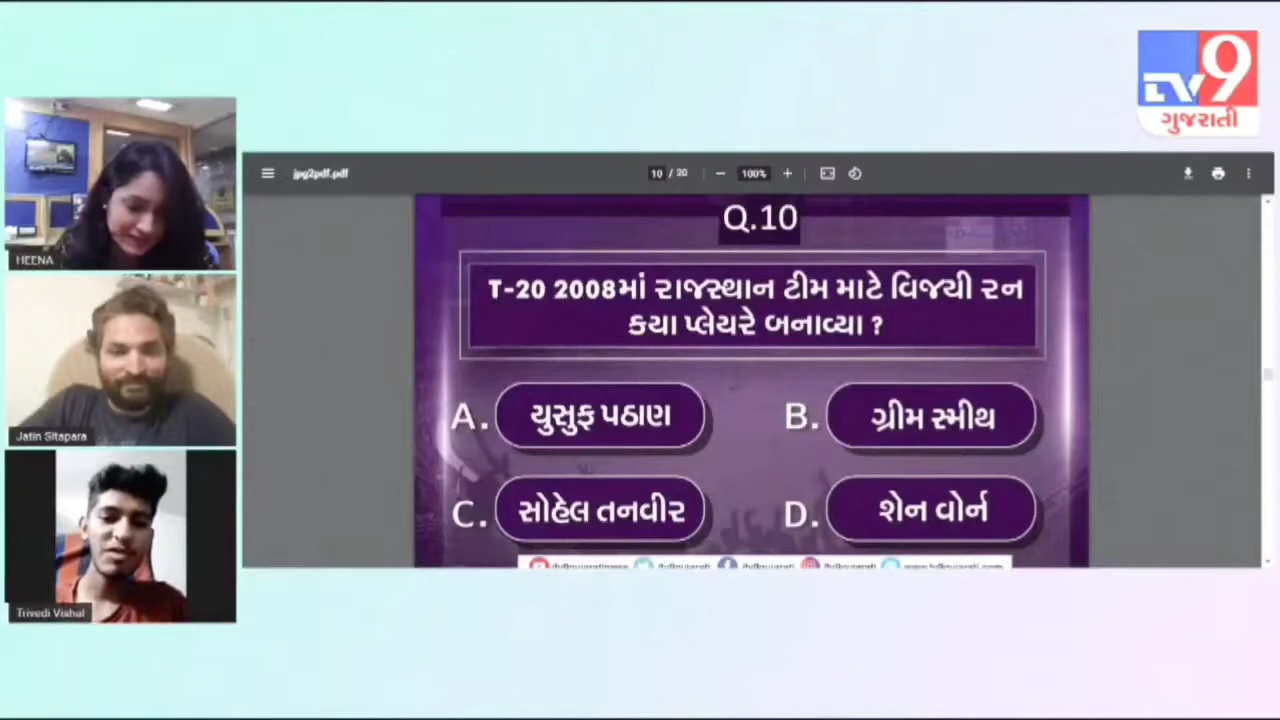 TV9
ગુજરાતી
HEENA
Jatin Sitapara
Trivedi Vishal
jpg2pdf.pdf
10 / 20
100%
Q.10
T-20 2008માં રાજસ્થાન ટીમ માટે વિજયી રન
કયા પ્લેયરે બનાવ્યા ?
A. યુસુફ પઠાણ
B. ગ્રીમ સ્મીથ
C. સોહેલ તનવીર
D. શેન વોર્ન